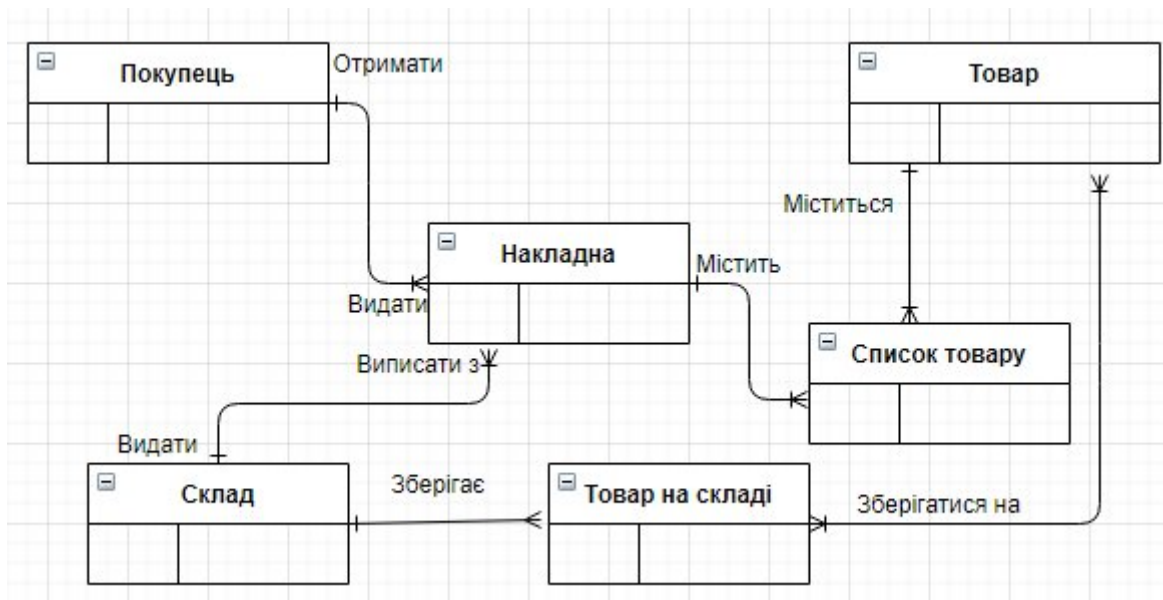 Покупець
Отримати
Товар
Міститься
Накладна
Містить
Видати
Виписати з
Список товару
Видати
Склад
Зберігає
Товар на складі
Зберігатися на